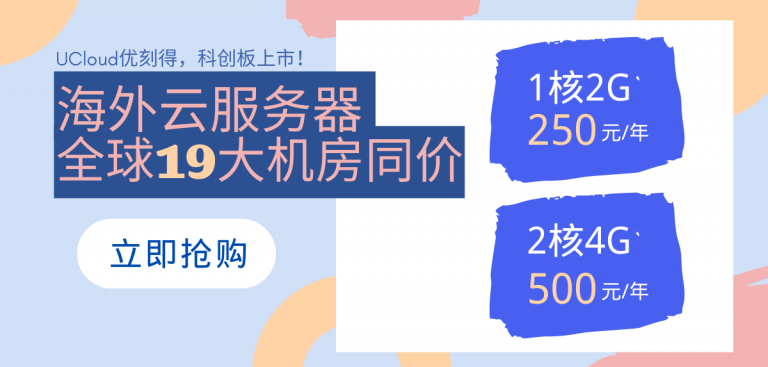 UCloud优刻得，科创板上市！
海外云服务器
全球19大机房同价
立即抢购
1核2G`
250元/年
2核4G`
500元/年